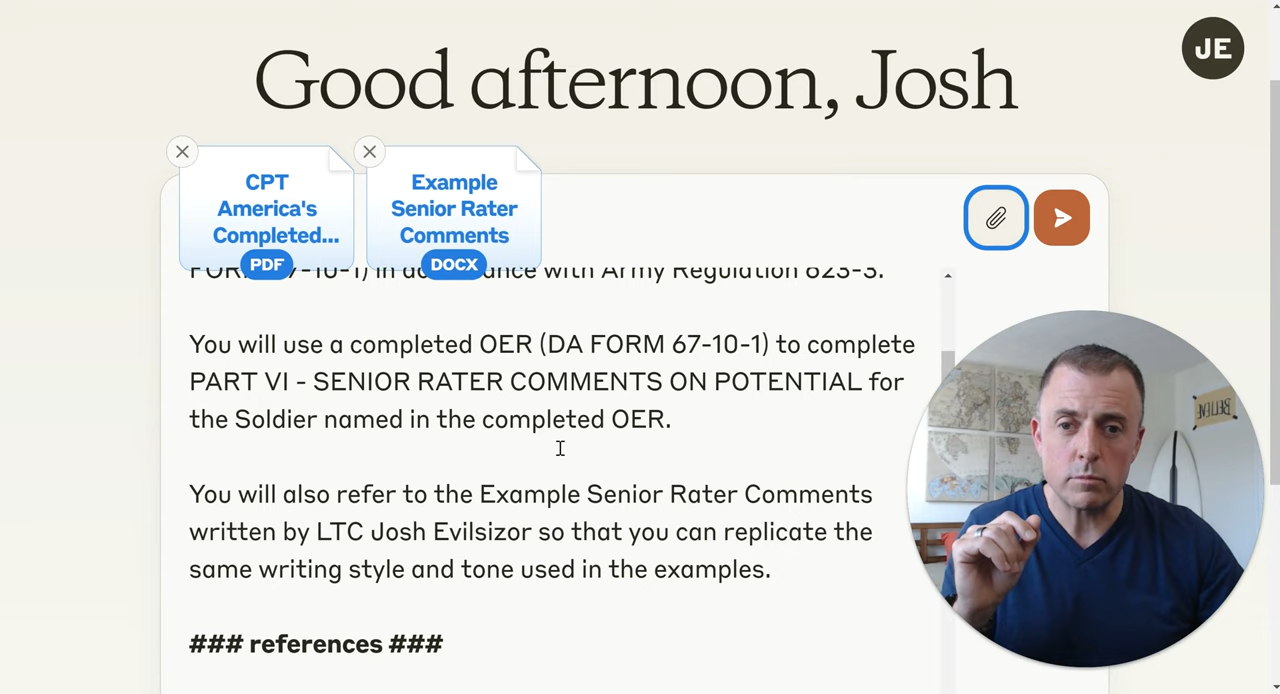 Good afternoon, Josh
JE
CPT
America's
Completed...
PDF
Example
Senior Rater
Comments
DOCX
with Army Regulation 623-3.
You will use a completed OER (DA FORM 67-10-1) to complete
PART VI - SENIOR RATER COMMENTS ON POTENTIAL for
the Soldier named in the completed OER.
You will also refer to the Example Senior Rater Comments
written by LTC Josh Evilsizor so that you can replicate the
same writing style and tone used in the examples.
### references ###